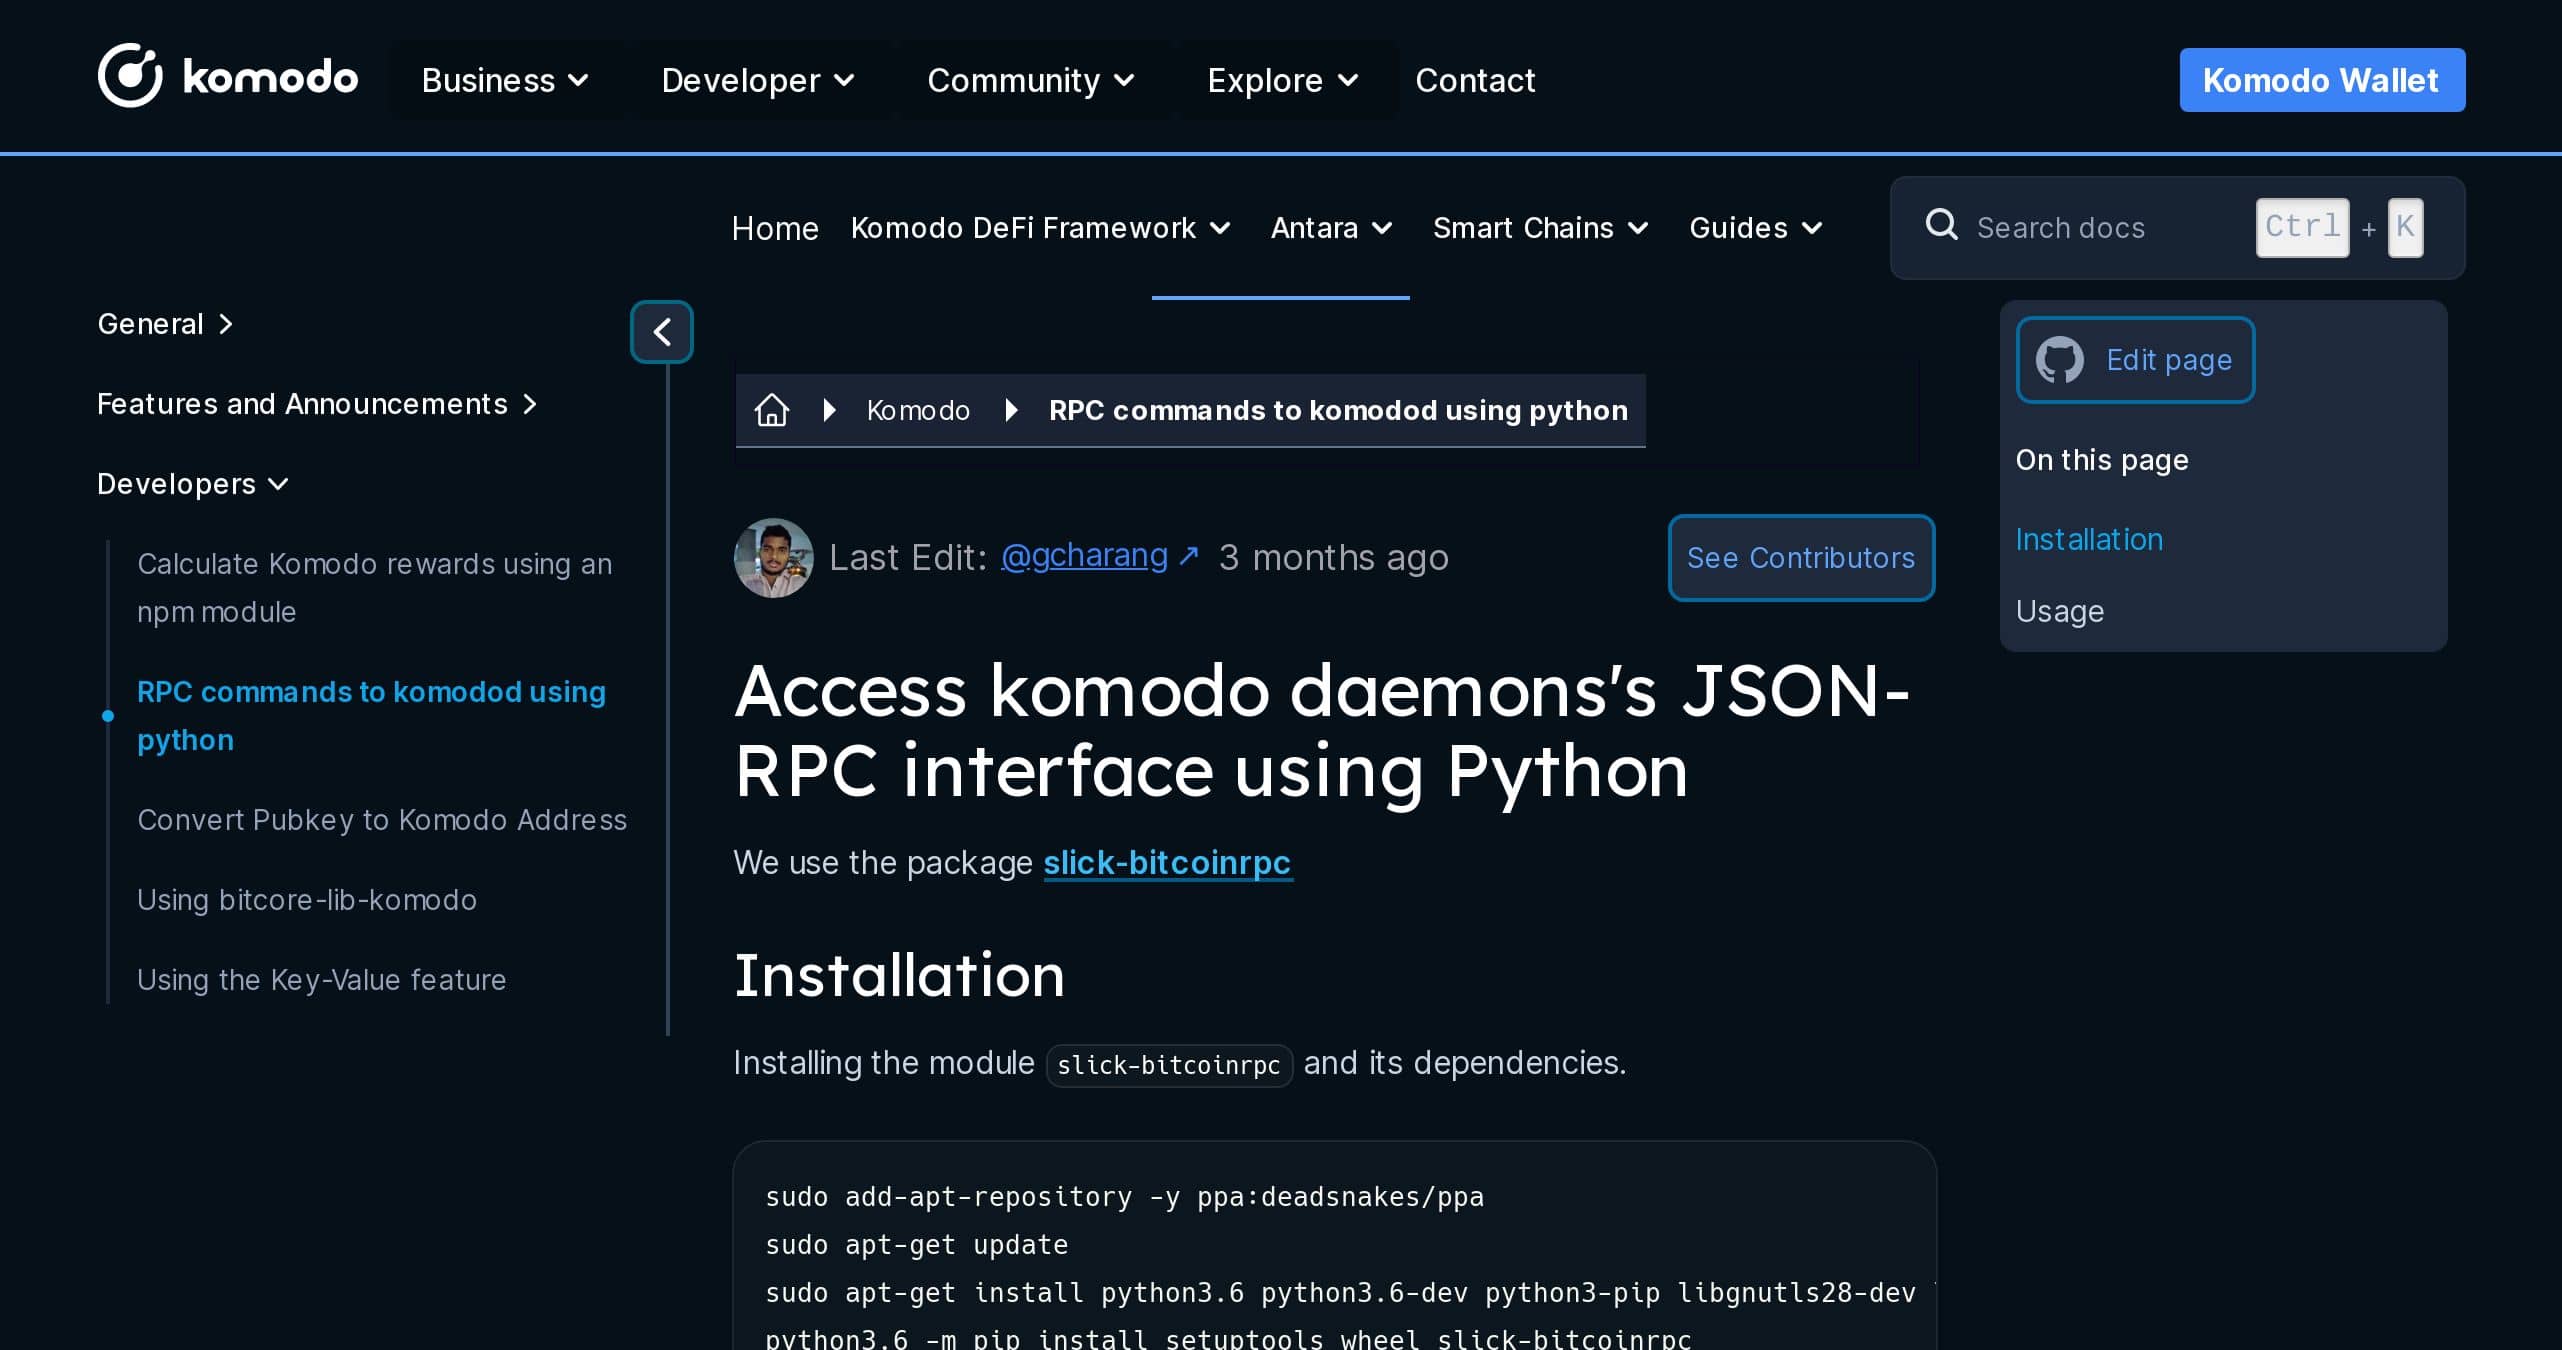 komodo Business Developer Community Explore Contact Komodo Wallet
Home Komodo DeFi Framework Antara Smart Chains Guides Search docs Ctrl + K
General
Features and Announcements
Developers
Calculate Komodo rewards using an
npm module
RPC commands to komodod using
python
Convert Pubkey to Komodo Address
Using bitcore-lib-komodo
Using the Key-Value feature
Komodo RPC commands to komodod using python
Last Edit: @gcharang ↗ 3 months ago See Contributors
Access komodo daemons's JSON-
RPC interface using Python
We use the package slick-bitcoinrpc
Installation
Installing the module slick-bitcoinrpc and its dependencies.
sudo add-apt-repository -y ppa:deadsnakes/ppa
sudo apt-get update
sudo apt-get install python3.6 python3.6-dev python3-pip libgnutls28-dev
python3.6 -m pip install setuptools wheel slick-bitcoinrpc
Edit page
On this page
Installation
Usage